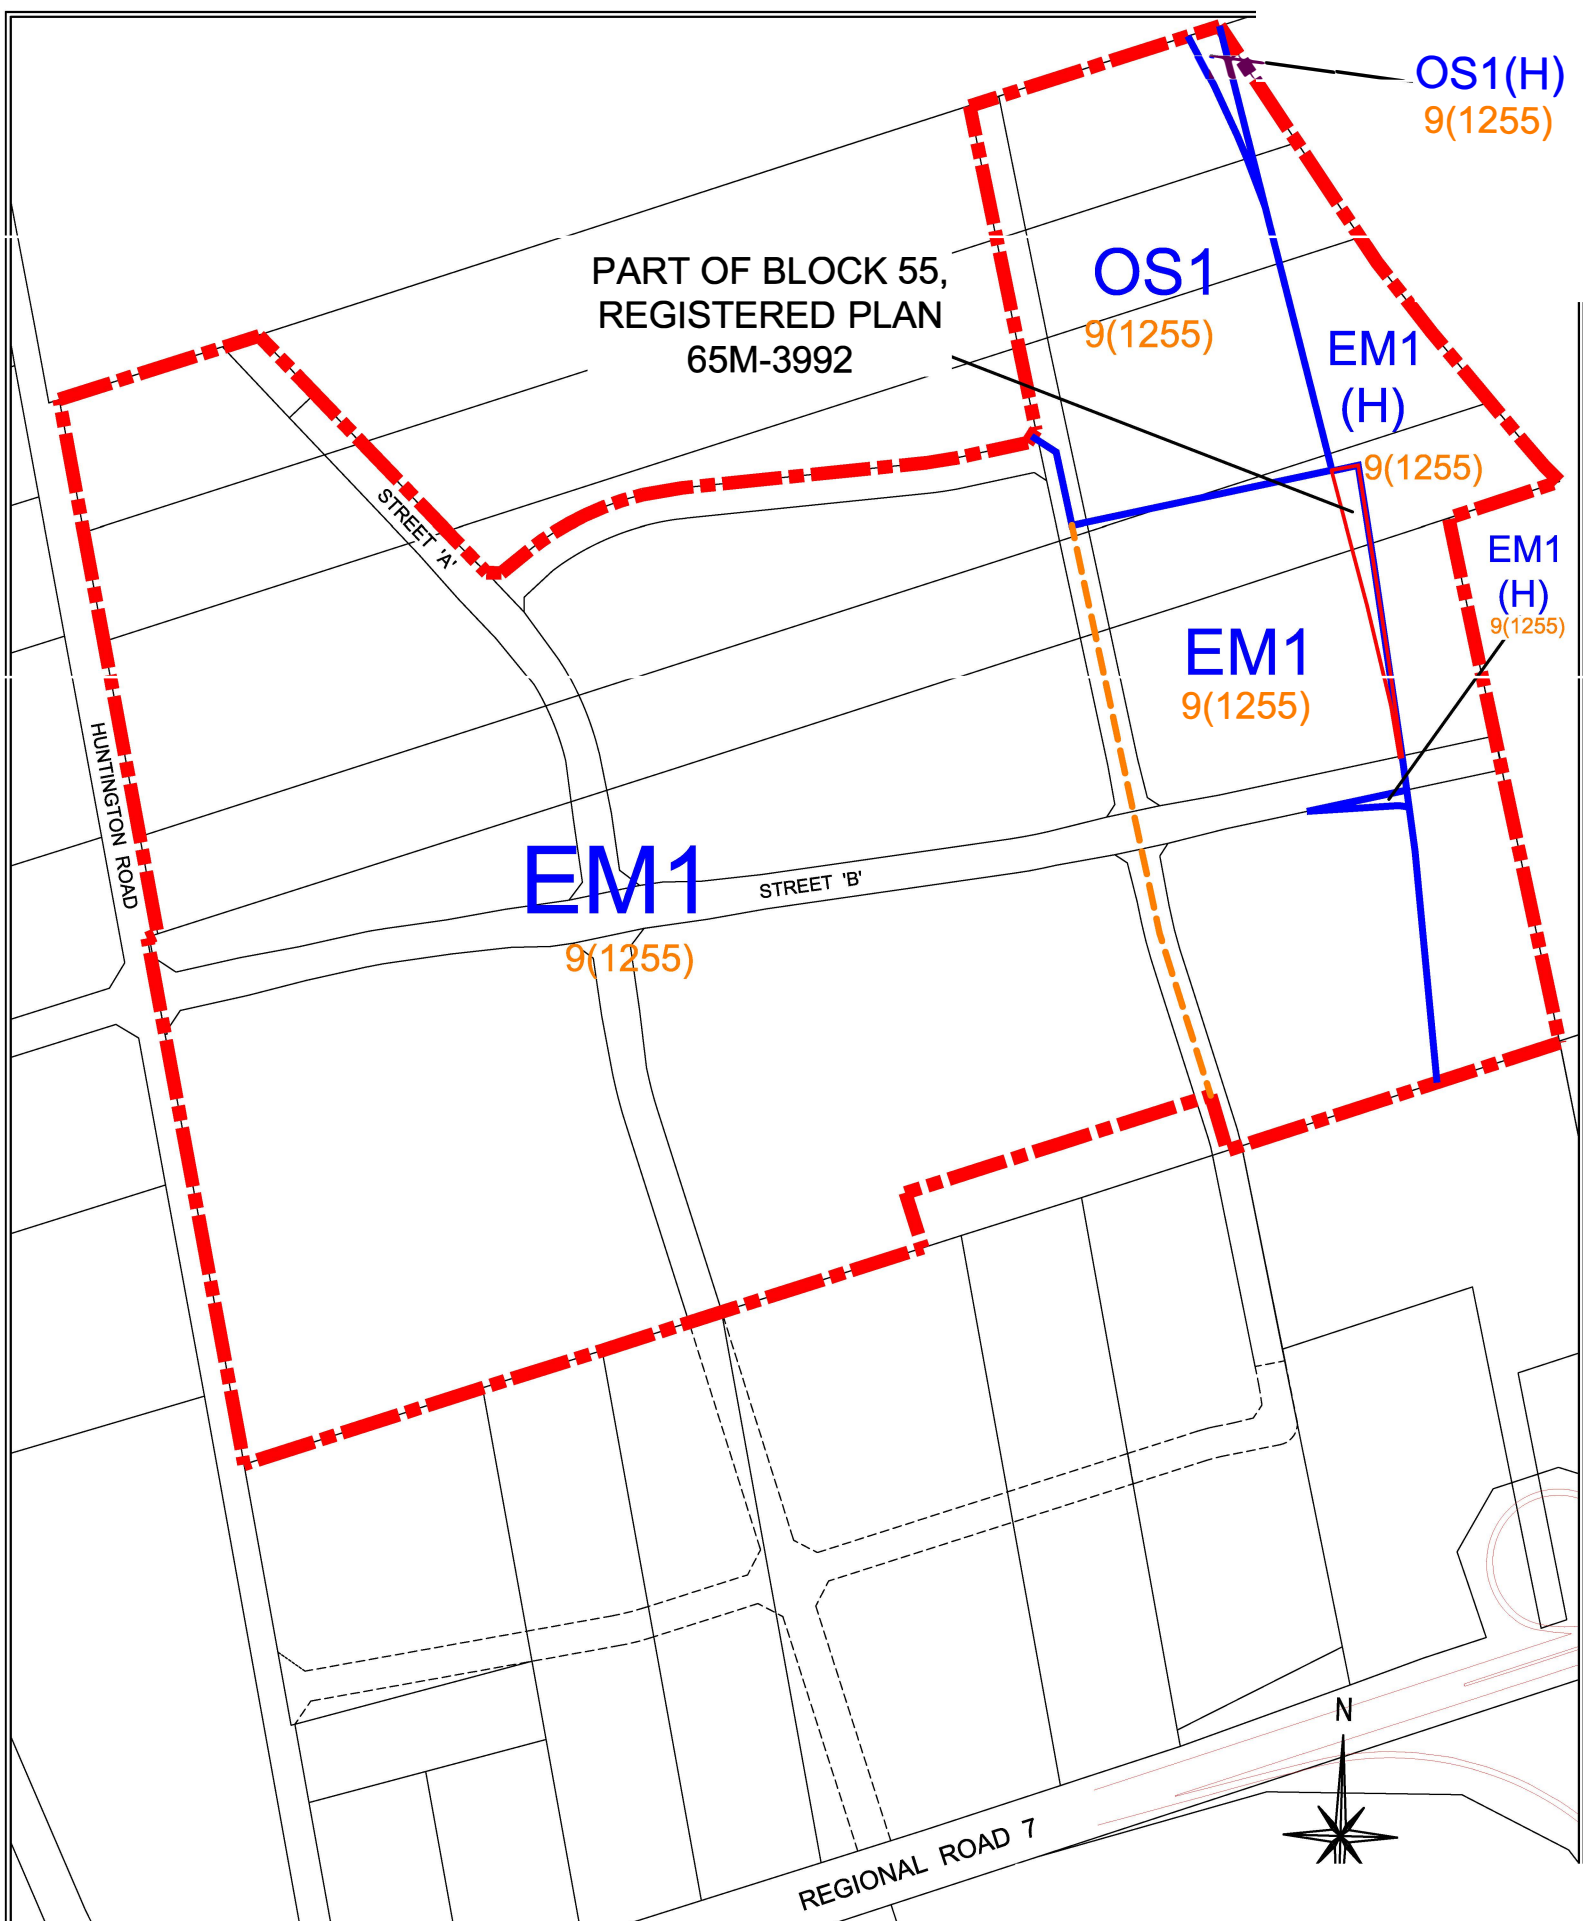 OS1(H)
9(1255)
PART OF BLOCK 55,
REGISTERED PLAN
65M-3992
OS1
9(1255)
EM1
(H)
9(1255)
STREET 'A'
EM1
(H)
9(1255)
EM1
9(1255)
HUNTINGTON ROAD
EM1
9(1255)
STREET 'B'
N
REGIONAL ROAD 7